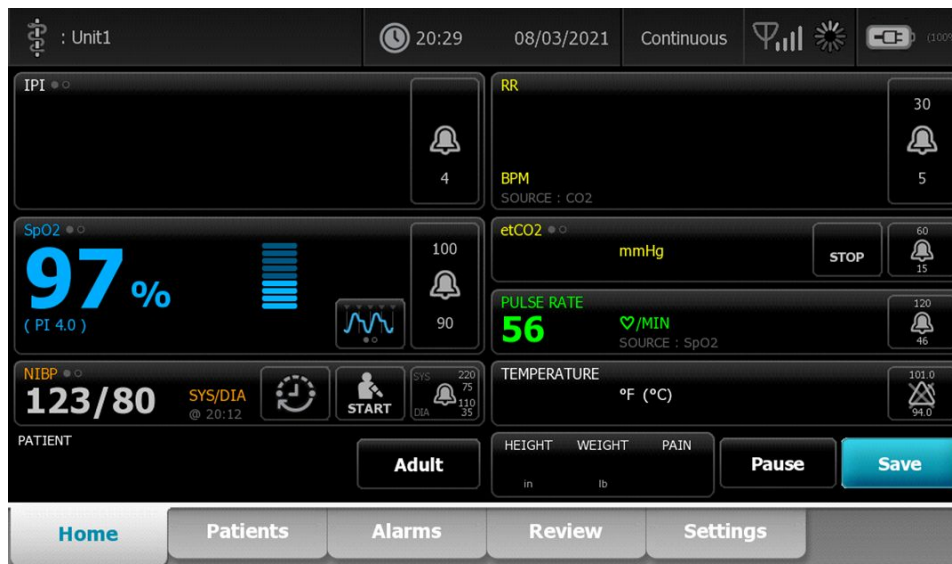 : Unit1
20:29
08/03/2021
Continuous
(100%
IPI
4
RR
BPM
SOURCE : CO2
30
5
SpO2
97 %
( PI 4.0 )
100
90
etCO2
mmHg
STOP
60
15
PULSE RATE
56 /MIN
SOURCE : SpO2
120
46
NIBP
123/80
SYS/DIA
@ 20:12
START
SYS 220
75
110
DIA 35
TEMPERATURE
°F (°C)
101.0
94.0
PATIENT
Adult
HEIGHT WEIGHT PAIN
in lb
Pause
Save
Home Patients Alarms Review Settings